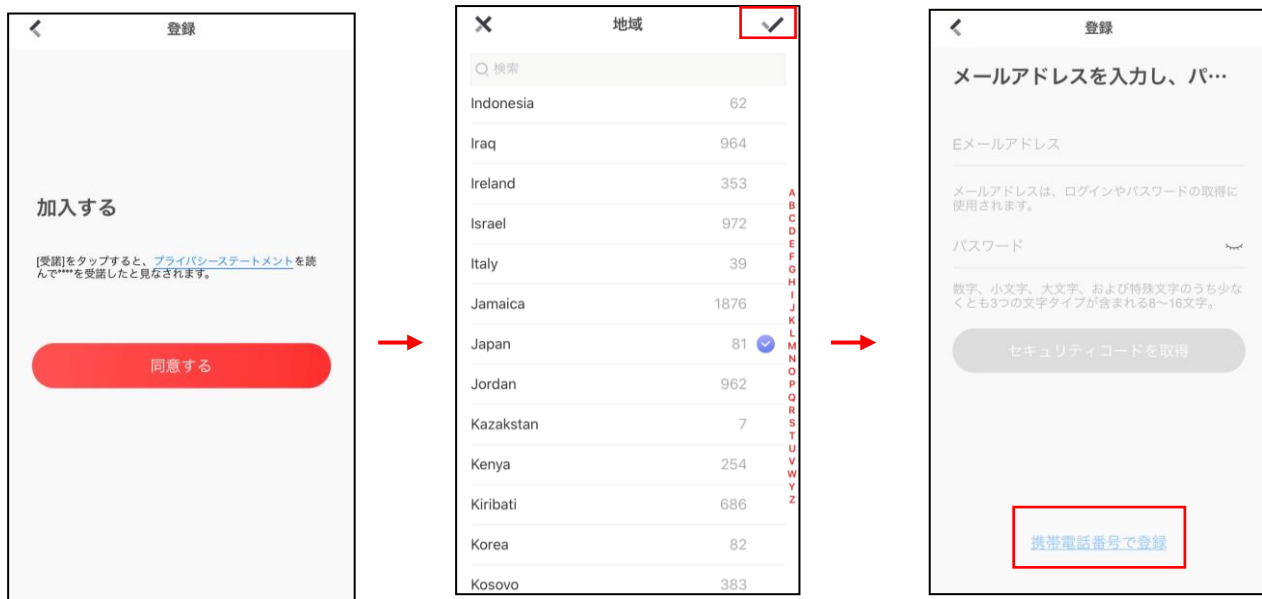 登録
加入する
[受諾]をタップすると、プライバシーステートメントを読
んで****を受諾したと見なされます。
同意する
地域
検索
Indonesia 62
Iraq 964
Ireland 353
Israel 972
Italy 39
Jamaica 1876
Japan 81
Jordan 962
Kazakstan 7
Kenya 254
Kiribati 686
Korea 82
Kosovo 383
A
B
C
D
E
F
G
H
I
J
K
L
M
N
O
P
Q
R
S
T
U
V
W
Y
Z
登録
メールアドレスを入力し、パ…
Eメールアドレス
メールアドレスは、ログインやパスワードの取得に
使用されます。
パスワード
数字、小文字、大文字、および特殊文字のうち少な
くとも3つの文字タイプが含まれる8～16文字。
セキュリティコードを取得
携帯電話番号で登録